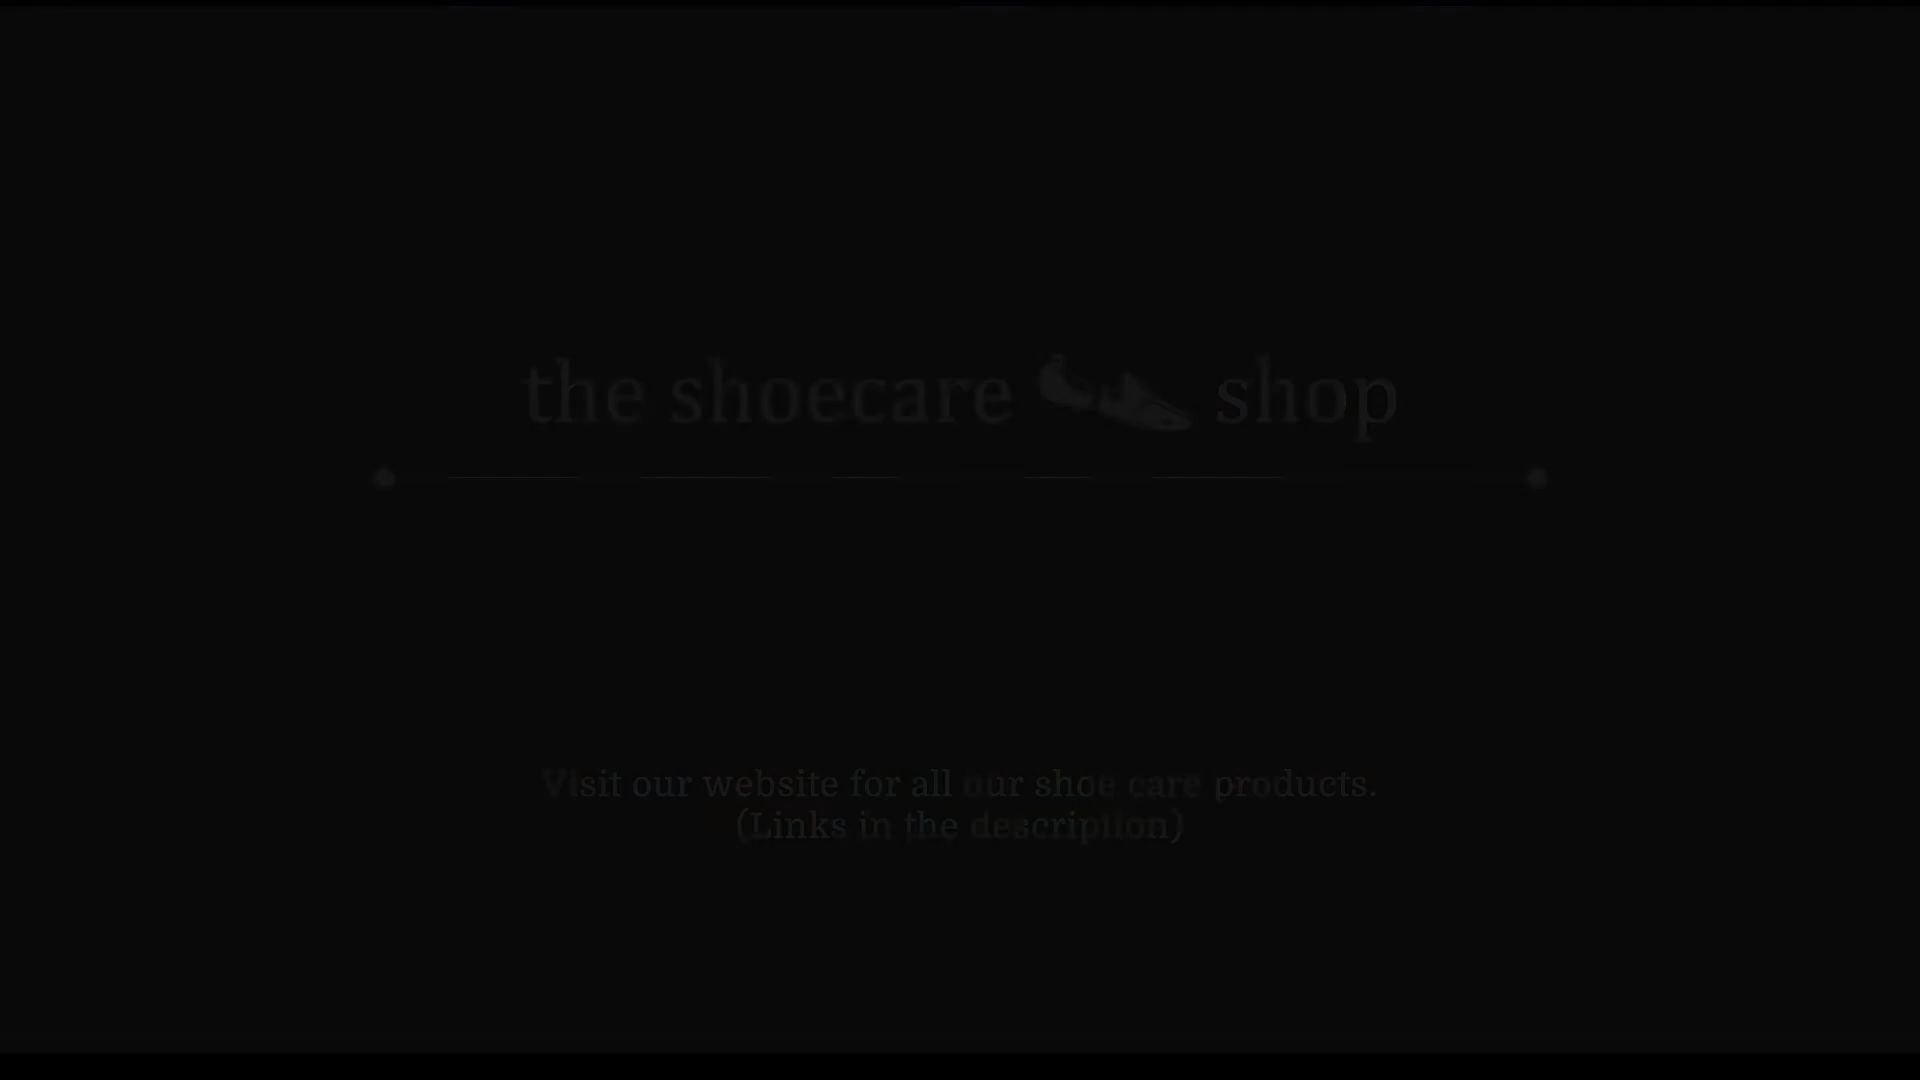 the shoecare shop
Visit our website for all our shoe care products.
(Links in the description)